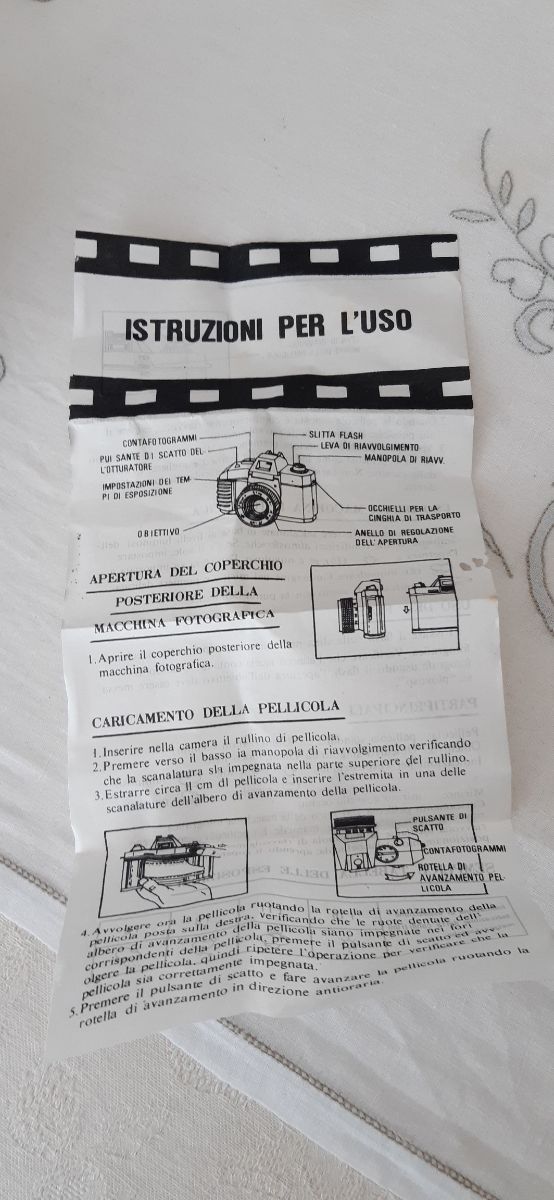 ISTRUZIONI PER L'USO
CONTAFOTOGRAMMI
PUI SANTE DI SCATTO DEL-
L'OTTURATORE
IMPOSTAZIONI DEI TEM
PI DI ESPOSIZIONE
OBIETTIVO
SLITTA FLASH
LEVA DI RIAVVOLGIMENTO
MANOPOLA DI RIAVV.
OCCHIELLI PER LA
CINGHIA DI TRASPORTO
ANELLO DI REGOLAZIONE
DELL'APERTURA
APERTURA DEL COPERCHIO
POSTERIORE DELLA
MACCHINA FOTOGRAFICA
1.Aprire il coperchio posteriore della
macchina fotografica.
CARICAMENTO DELLA PELLICOLA
1.Inserire nella camera il rullino di pellicola.
2.Premere verso il basso ia manopola di riavvolgimento verificando
che la scanalatura sia impegnata nella parte superiore del rullino.
3.Estrarre circa 11 cm dl pellicola e inserire l'estremita in una delle
scanalature dell'albero di avanzamento della pellicola.
PULSANTE DI
SCATTO
CONTAFOTOGRAMMI
ROTELLA DI
AVANZAMENTO PEL-
LICOLA
4.Avvolgere ora la pellicola ruotando la rotella di avanzamento della
pellicola posta sulla destra, verificando che le ruote dentate dell'
albero di avanzamento della pellicola siano impegnate nei fori
corrispondenti della pellicola, premere il pulsante di scatto ed avv
olgere la pellicola, quindi ripetere l'operazione per verificare che la
pellicola sia correttamente impegnata.
5.Premere il pulsante di scatto e fare avanzare la pellicola ruotando la
rotella di avanzamento in direzione antioraria.